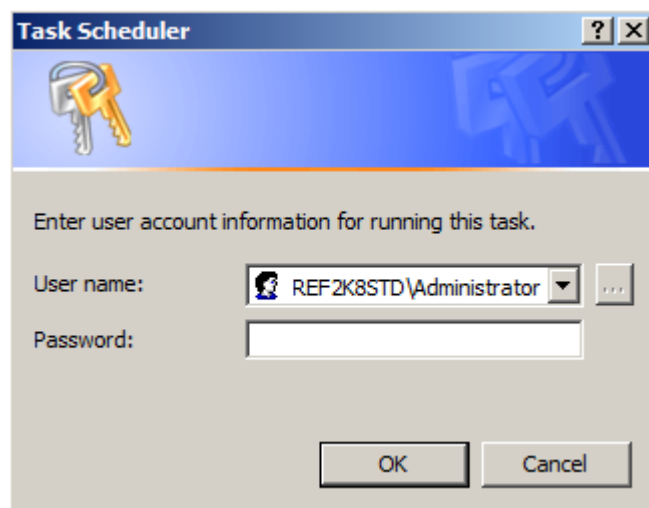 Task Scheduler
Enter user account information for running this task.
User name: REF2K8STD\Administrator ...
Password:
OK Cancel